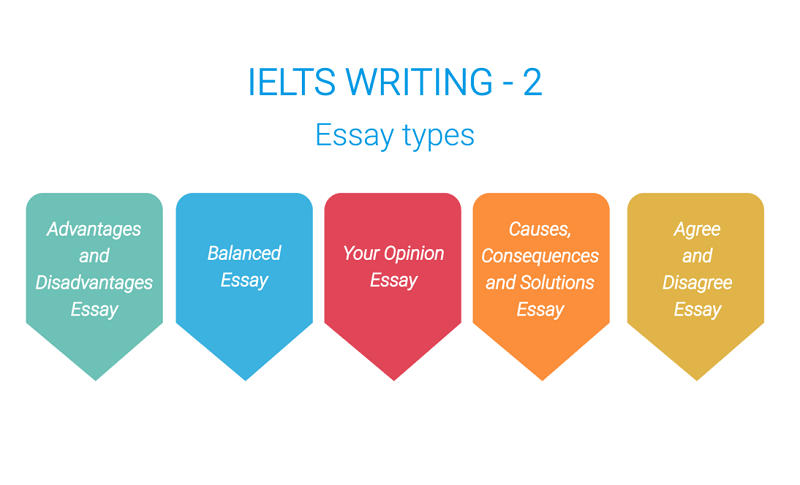 IELTS WRITING - 2
Essay types
Advantages
and
Disadvantages
Essay
Balanced
Essay
Your Opinion
Essay
Causes,
Consequences
and Solutions
Essay
Agree
and
Disagree
Essay